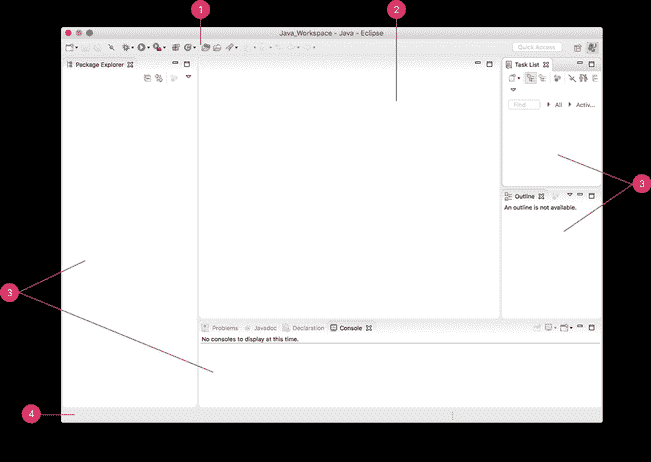 1
2
Java_Workspace - Java - Eclipse
Quick Access
Package Explorer
Task List
Find
All
Activ...
3
Outline
An outline is not available.
3
Problems
Javadoc
Declaration
Console
No consoles to display at this time.
4